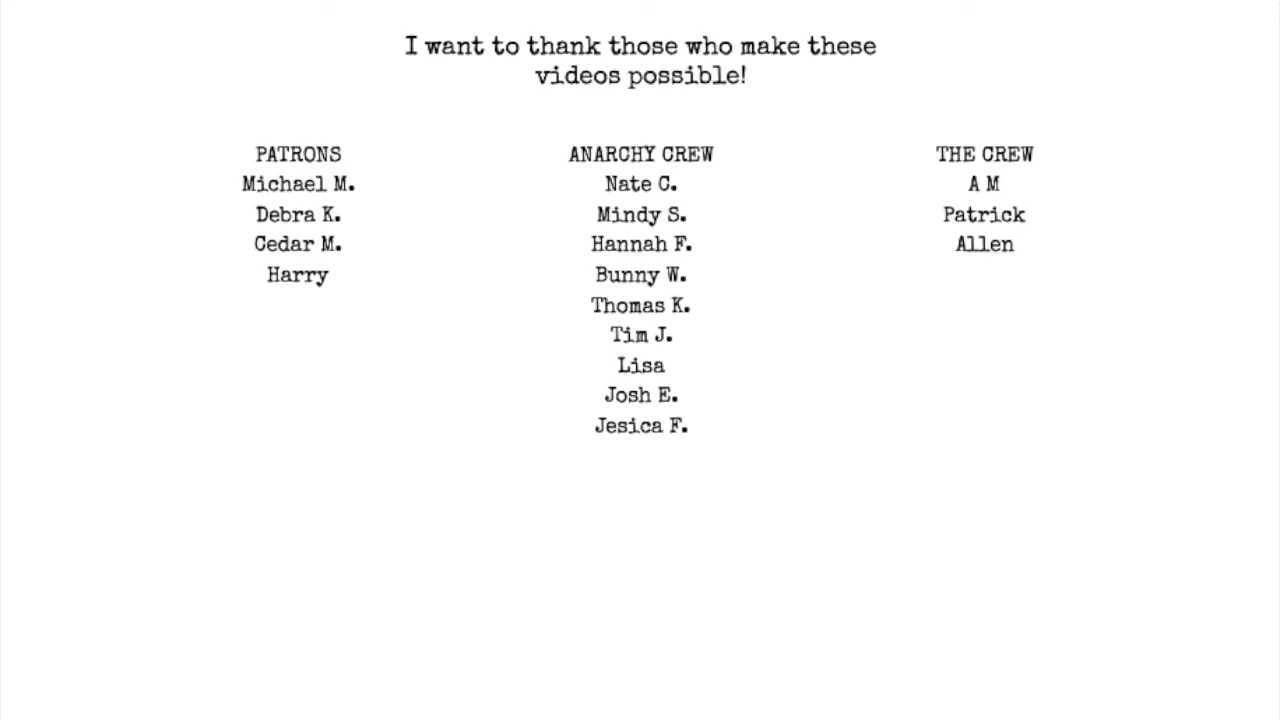 I want to thank those who make these
videos possible!
PATRONS
Michael M.
Debra K.
Cedar M.
Harry
ANARCHY CREW
Nate C.
Mindy S.
Hannah F.
Bunny W.
Thomas K.
Tim J.
Lisa
Josh E.
Jesica F.
THE CREW
A M
Patrick
Allen